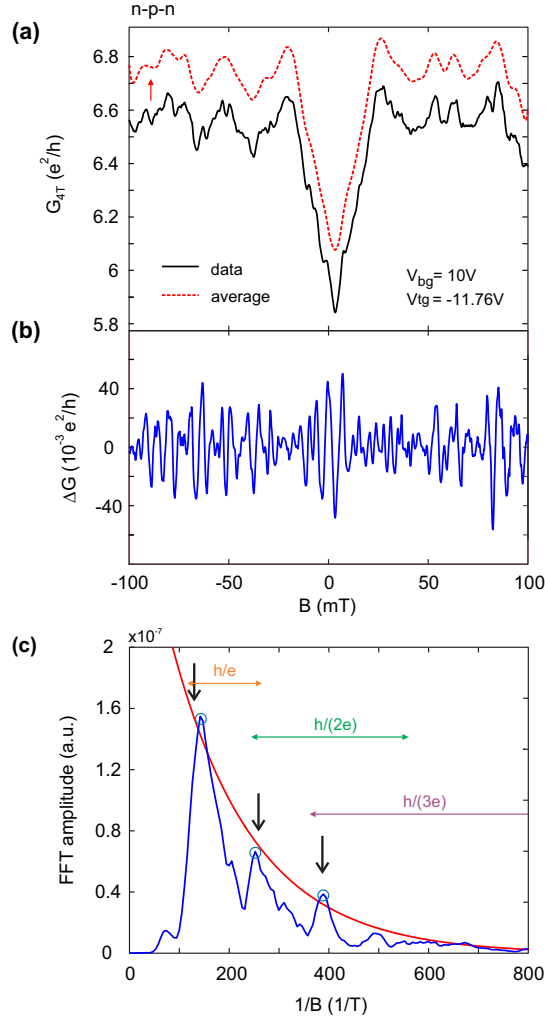 n-p-n
(a)
6.8
6.6
6.4
6.2
6
5.8
G4T (e²/h)
data
average
Vbg = 10V
Vtg = -11.76V
(b)
40
0
-40
ΔG (10⁻³ e²/h)
-100 -50 0 50 100
B (mT)
(c)
x10⁻⁷
2
1.6
1.2
0.8
0.4
0
FFT amplitude (a.u.)
h/e
h/(2e)
h/(3e)
0 200 400 600 800
1/B (1/T)